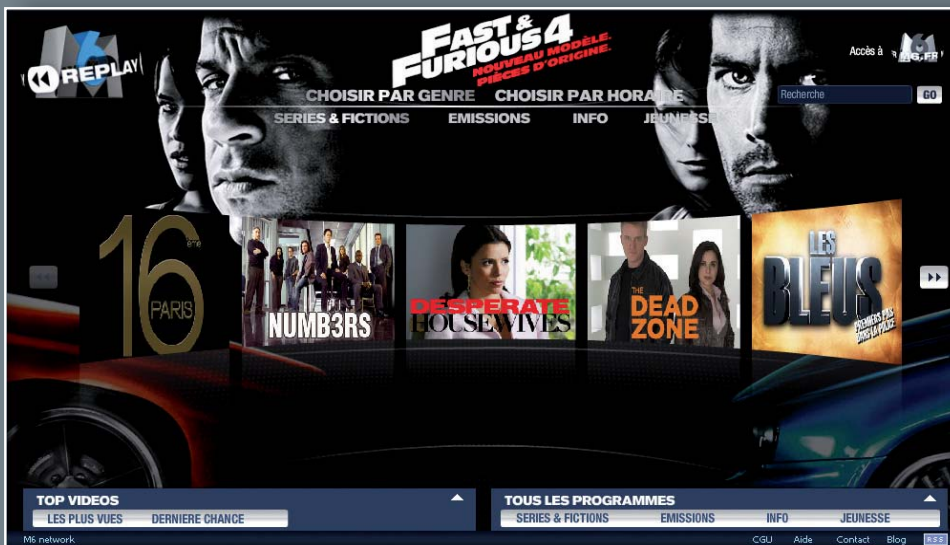 M6
REPLAY
FAST &
FURIOUS 4
NOUVEAU MODÈLE.
PIÈCES D'ORIGINE.
Accès à
M6.FR
CHOISIR PAR GENRE CHOISIR PAR HORAIRE
Recherche GO
SERIES & FICTIONS EMISSIONS INFO JEUNESSE
16ème
PARIS
NUMB3RS
DESPERATE
HOUSEWIVES
THE
DEAD
ZONE
LES
BLEUS
PREMIERS PAS
DANS LA POLICE
TOP VIDEOS
LES PLUS VUES DERNIERE CHANCE
TOUS LES PROGRAMMES
SERIES & FICTIONS EMISSIONS INFO JEUNESSE
M6 network
CGU Aide Contact Blog RSS